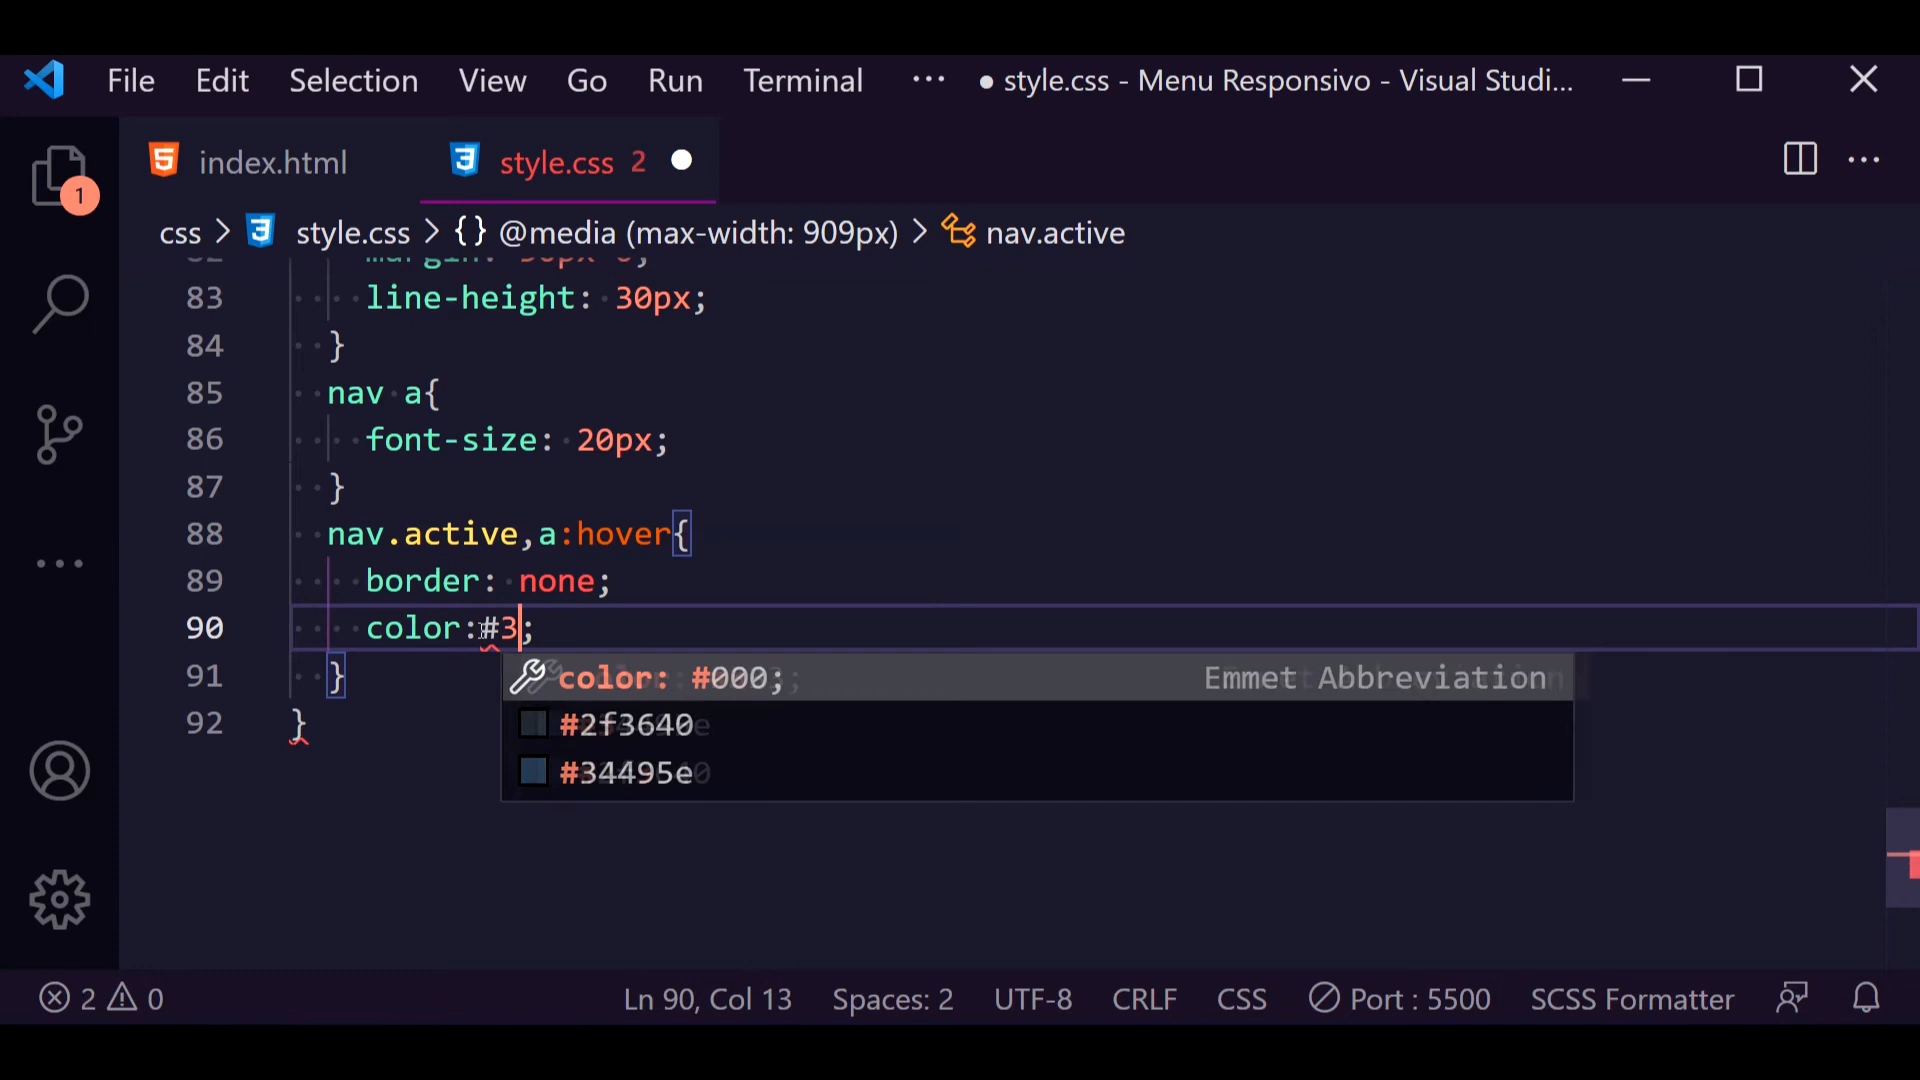 File Edit Selection View Go Run Terminal ··· ● style.css - Menu Responsivo - Visual Studi...
index.html style.css 2
1
css > style.css > {} @media (max-width: 909px) > nav.active
83 line-height: 30px;
84 }
85 nav a{
86 font-size: 20px;
87 }
88 nav.active,a:hover{
89 border: none;
90 color:#3;
91 }
92 }
color: #000; Emmet Abbreviation
#2f3640
#34495e
2 0 Ln 90, Col 13 Spaces: 2 UTF-8 CRLF CSS Port : 5500 SCSS Formatter